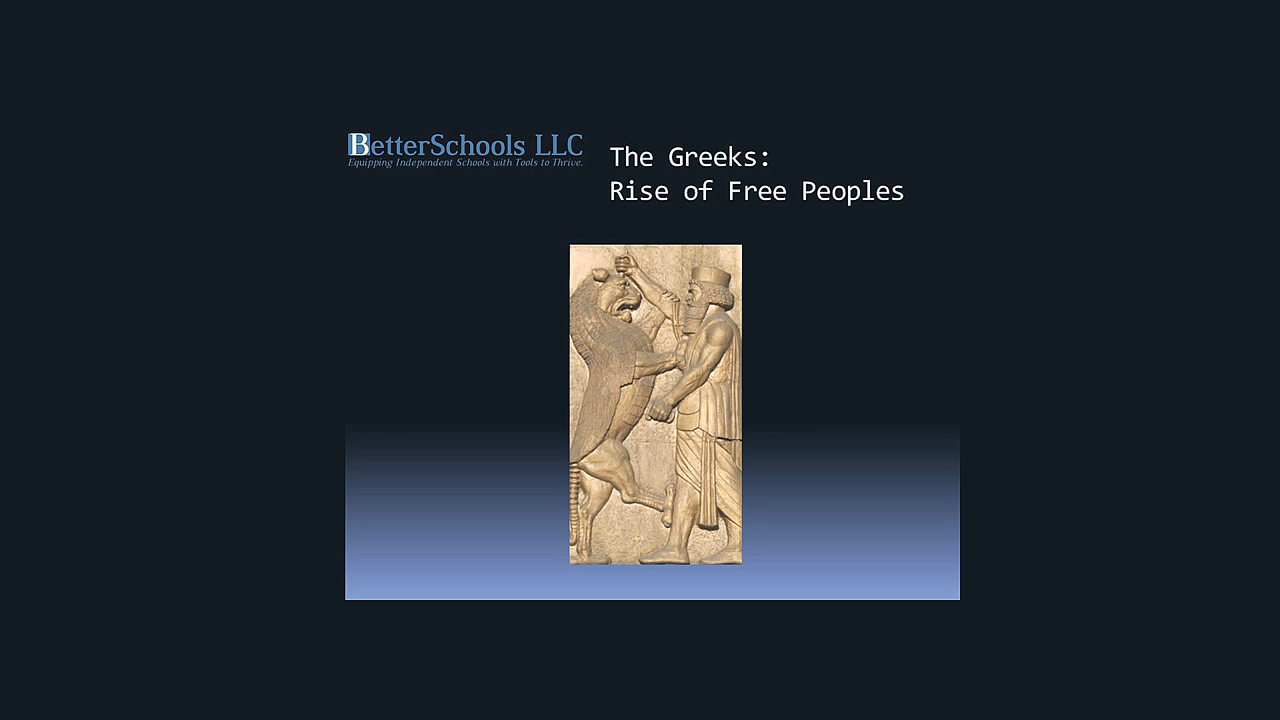 BetterSchools LLC
Equipping Independent Schools with Tools to Thrive.
The Greeks:
Rise of Free Peoples